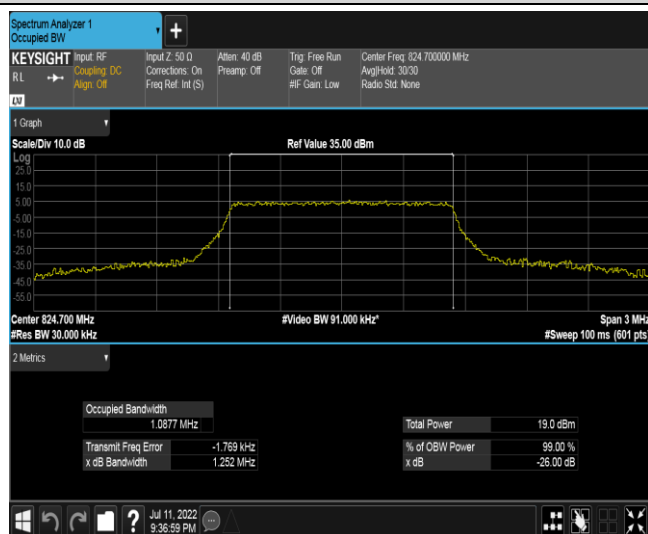 Spectrum Analyzer 1
Occupied BW
+
KEYSIGHT Input: RF Input Z: 50 Ω Atten: 40 dB Trig: Free Run Center Freq: 824.700000 MHz
RL Coupling: DC Corrections: On Preamp: Off Gate: Off Avg|Hold: 30/30
Align: Off Freq Ref: Int (S) #IF Gain: Low Radio Std: None
LXI
1 Graph
Scale/Div 10.0 dB Ref Value 35.00 dBm
Log
25.0
15.0
5.00
-5.00
-15.0
-25.0
-35.0
-45.0
-55.0
Center 824.700 MHz #Video BW 91.000 kHz* Span 3 MHz
#Res BW 30.000 kHz #Sweep 100 ms (601 pts)
2 Metrics
Occupied Bandwidth
1.0877 MHz Total Power 19.0 dBm
Transmit Freq Error -1.769 kHz % of OBW Power 99.00 %
x dB Bandwidth 1.252 MHz x dB -26.00 dB
? Jul 11, 2022
9:36:59 PM